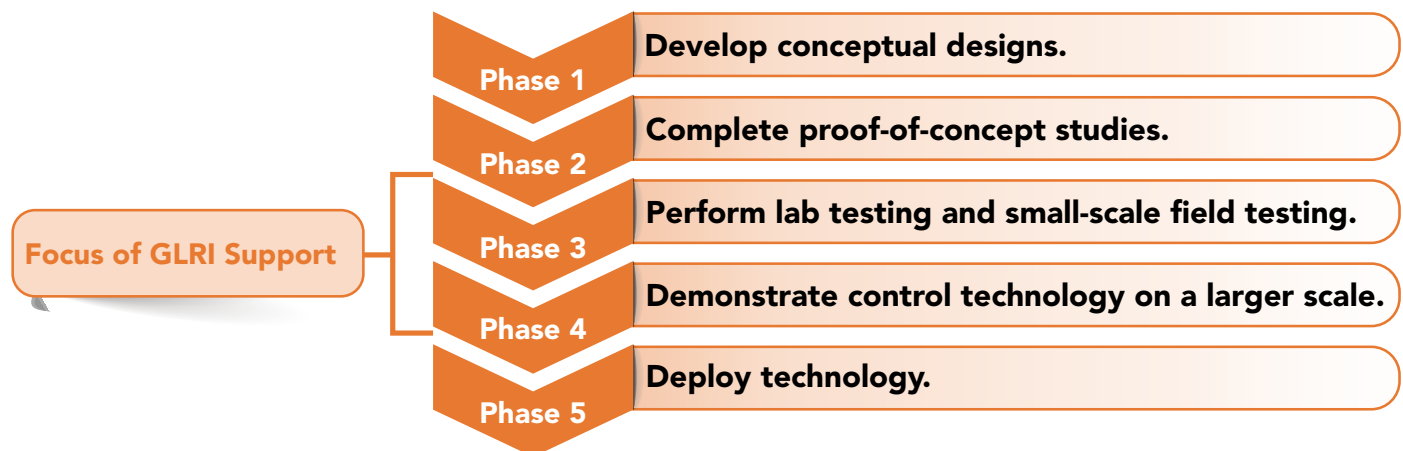 Phase 1
Develop conceptual designs.
Phase 2
Complete proof-of-concept studies.
Phase 3
Perform lab testing and small-scale field testing.
Focus of GLRI Support
Phase 4
Demonstrate control technology on a larger scale.
Phase 5
Deploy technology.